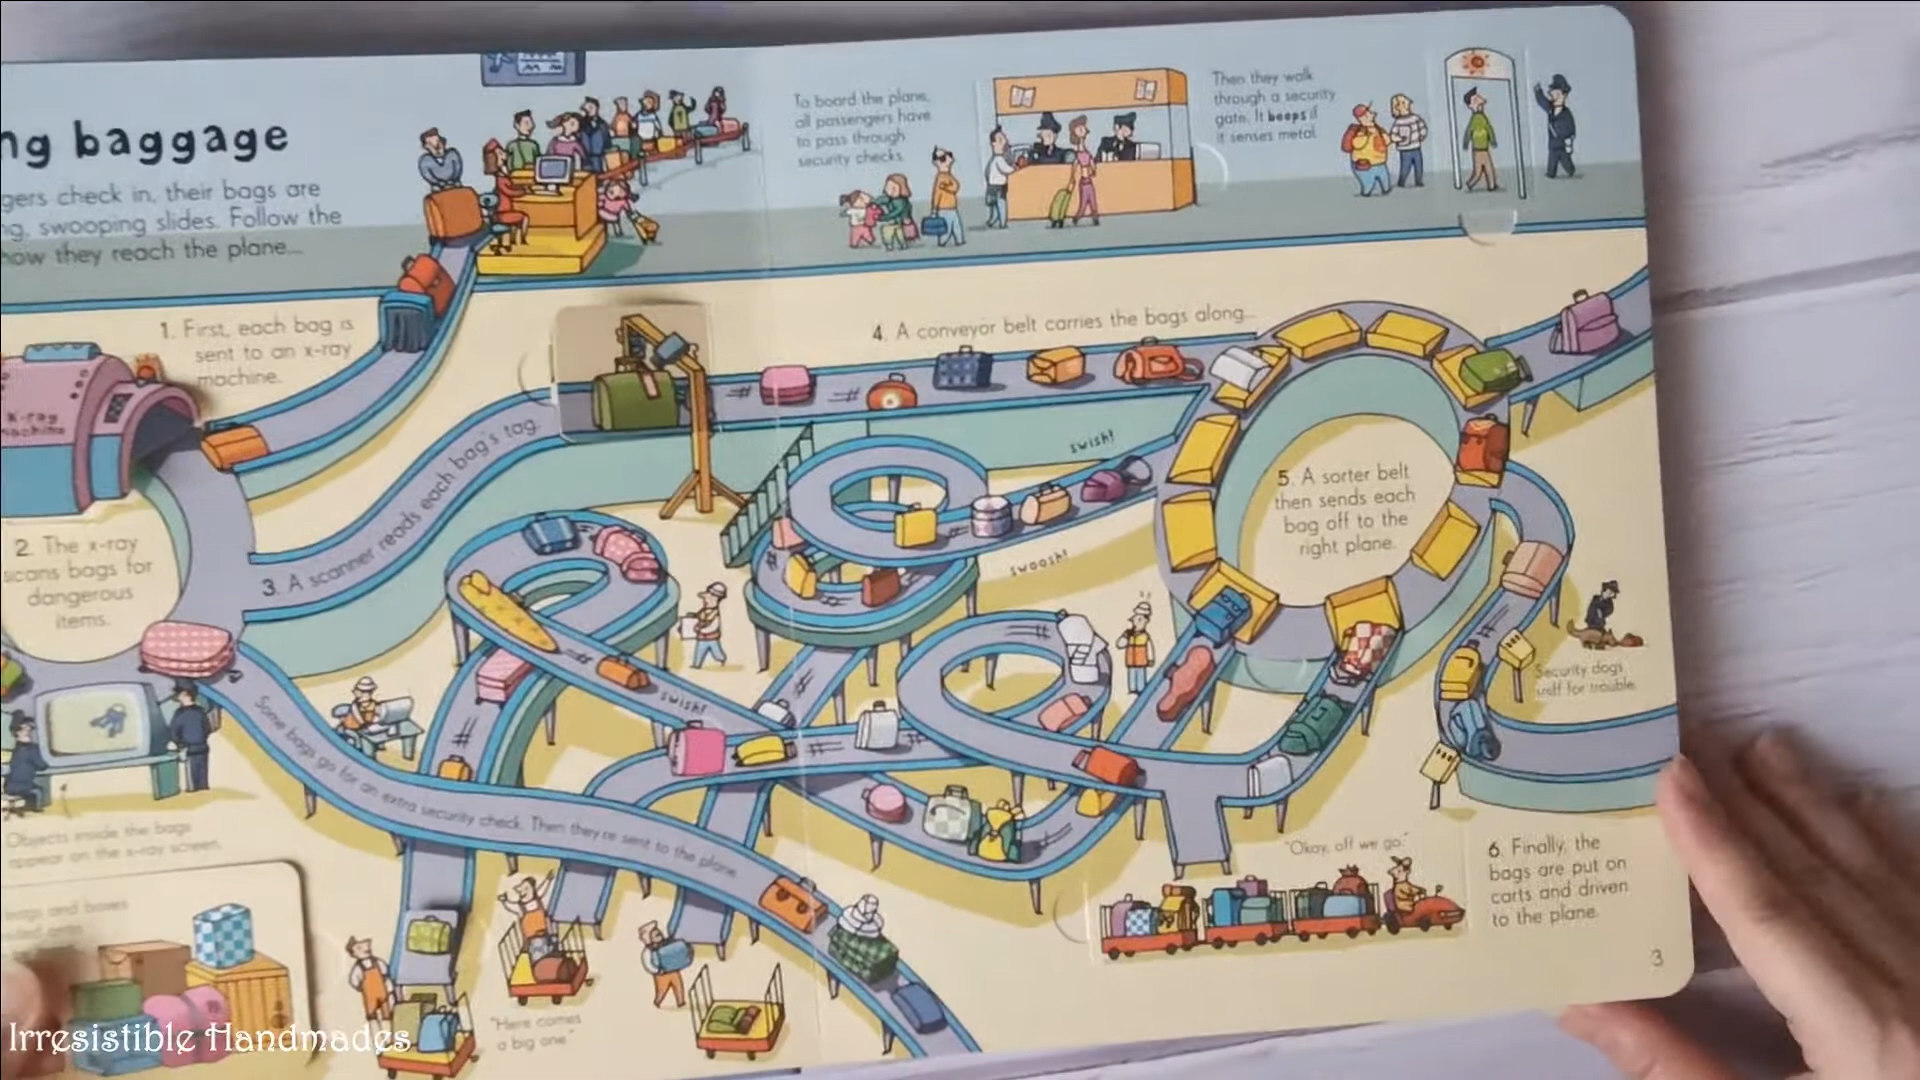 ng baggage
gers check in, their bags are
ng, swooping slides. Follow the
how they reach the plane...
To board the plane,
all passengers have
to pass through
security checks.
Then they walk
through a security
gate. It beeps if
it senses metal.
1. First, each bag is
sent to an x-ray
machine.
x-ray
machine
2. The x-ray
scans bags for
dangerous
items.
3. A scanner reads each bag's tag.
4. A conveyor belt carries the bags along...
swish!
swoosh!
5. A sorter belt
then sends each
bag off to the
right plane.
swish!
Security dogs
sniff for trouble.
Some bags go for an extra security check. Then they're sent to the plane.
Objects inside the bags
appear on the x-ray screen.
bags and boxes
"Here comes
a big one."
"Okay, off we go."
6. Finally, the
bags are put on
carts and driven
to the plane.
3
Irresistible Handmades